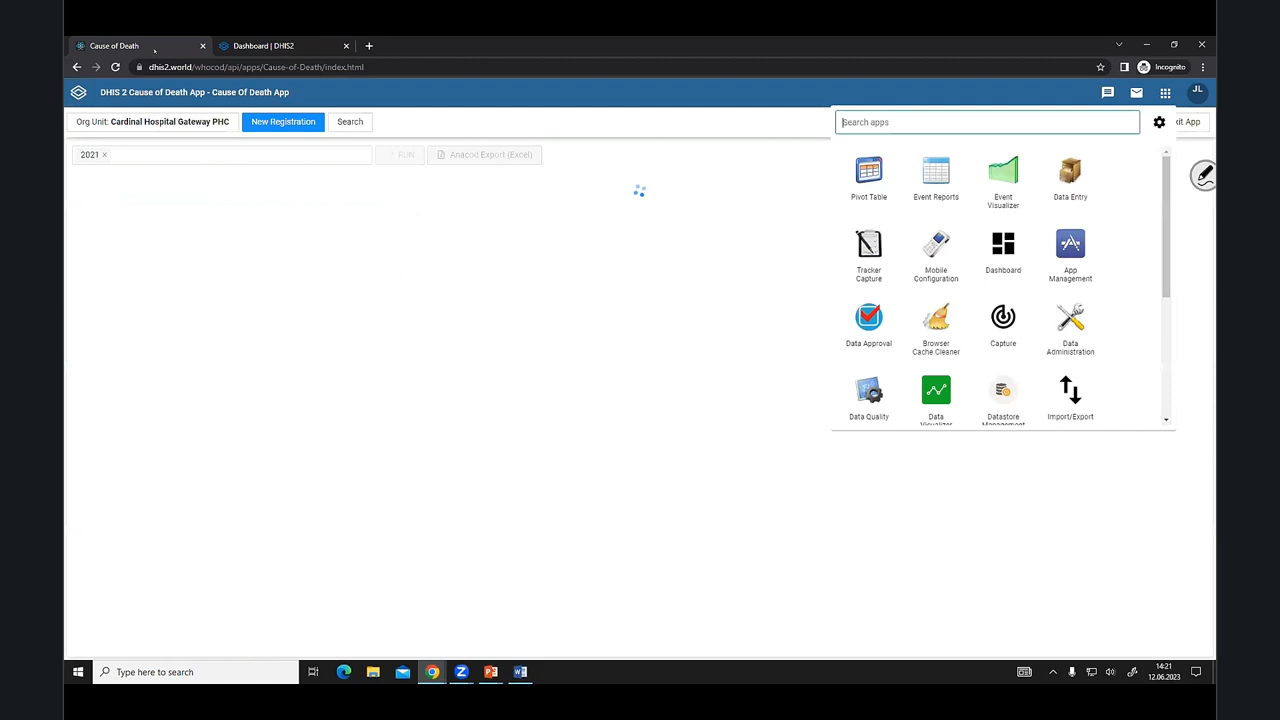 Cause of Death
Dashboard | DHIS2
dhis2.world/whocod/api/apps/Cause-of-Death/index.html
Incognito
DHIS 2 Cause of Death App - Cause Of Death App
JL
Org Unit: Cardinal Hospital Gateway PHC
New Registration
Search
Search apps
xit App
2021
RUN
Anacod Export (Excel)
Pivot Table
Event Reports
Event
Visualizer
Data Entry
Tracker
Capture
Mobile
Configuration
Dashboard
App
Management
Data Approval
Browser
Cache Cleaner
Capture
Data
Administration
Data Quality
Data
Visualizer
Datastore
Management
Import/Export
Type here to search
14:21
12.06.2023